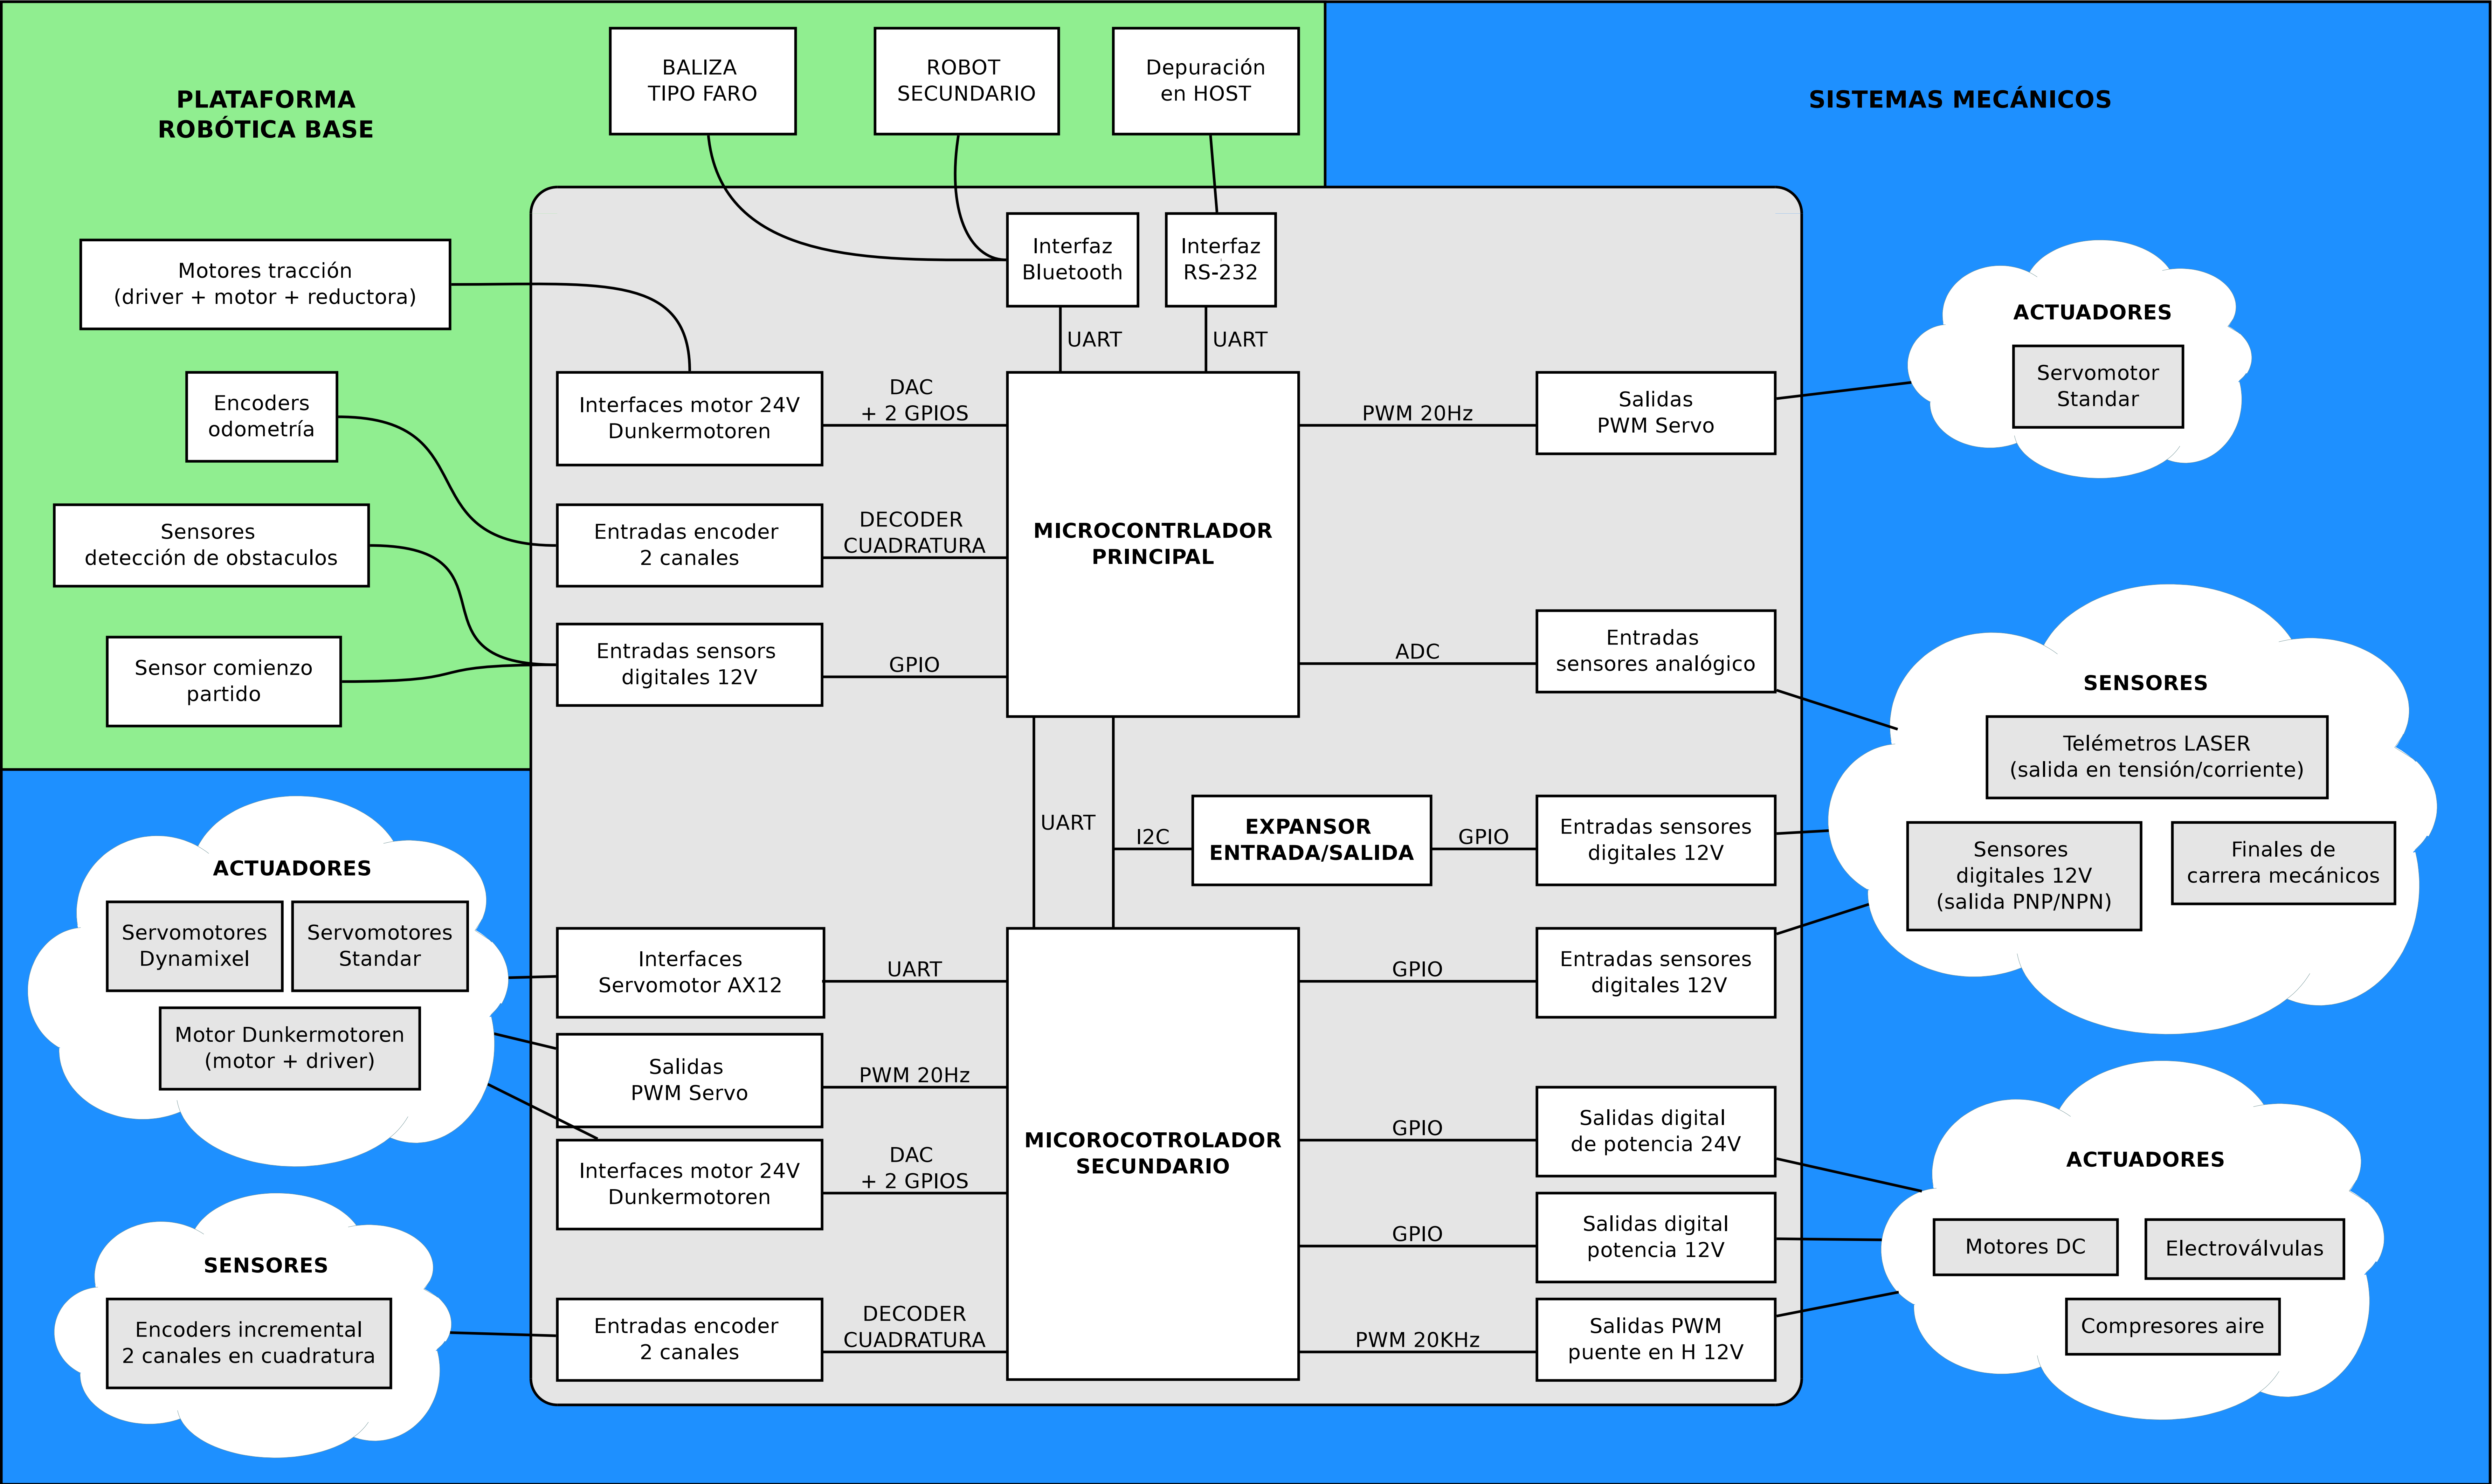 PLATAFORMA
ROBÓTICA BASE
BALIZA
TIPO FARO
ROBOT
SECUNDARIO
Depuración
en HOST
SISTEMAS MECÁNICOS
Motores tracción
(driver + motor + reductora)
Encoders
odometría
Sensores
detección de obstaculos
Sensor comienzo
partido
Interfaz
Bluetooth
Interfaz
RS-232
UART
UART
Interfaces motor 24V
Dunkermotoren
DAC
+ 2 GPIOS
Entradas encoder
2 canales
DECODER
CUADRATURA
Entradas sensors
digitales 12V
GPIO
MICROCONTRLADOR
PRINCIPAL
PWM 20Hz
Salidas
PWM Servo
ADC
Entradas
sensores analógico
ACTUADORES
Servomotor
Standar
UART
I2C
EXPANSOR
ENTRADA/SALIDA
GPIO
Entradas sensores
digitales 12V
SENSORES
Telémetros LASER
(salida en tensión/corriente)
Sensores
digitales 12V
(salida PNP/NPN)
Finales de
carrera mecánicos
ACTUADORES
Servomotores
Dynamixel
Servomotores
Standar
Motor Dunkermotoren
(motor + driver)
SENSORES
Encoders incremental
2 canales en cuadratura
Interfaces
Servomotor AX12
UART
Salidas
PWM Servo
PWM 20Hz
Interfaces motor 24V
Dunkermotoren
DAC
+ 2 GPIOS
Entradas encoder
2 canales
DECODER
CUADRATURA
MICOROCOTROLADOR
SECUNDARIO
GPIO
Entradas sensores
digitales 12V
GPIO
Salidas digital
de potencia 24V
GPIO
Salidas digital
potencia 12V
PWM 20KHz
Salidas PWM
puente en H 12V
ACTUADORES
Motores DC
Electroválvulas
Compresores aire